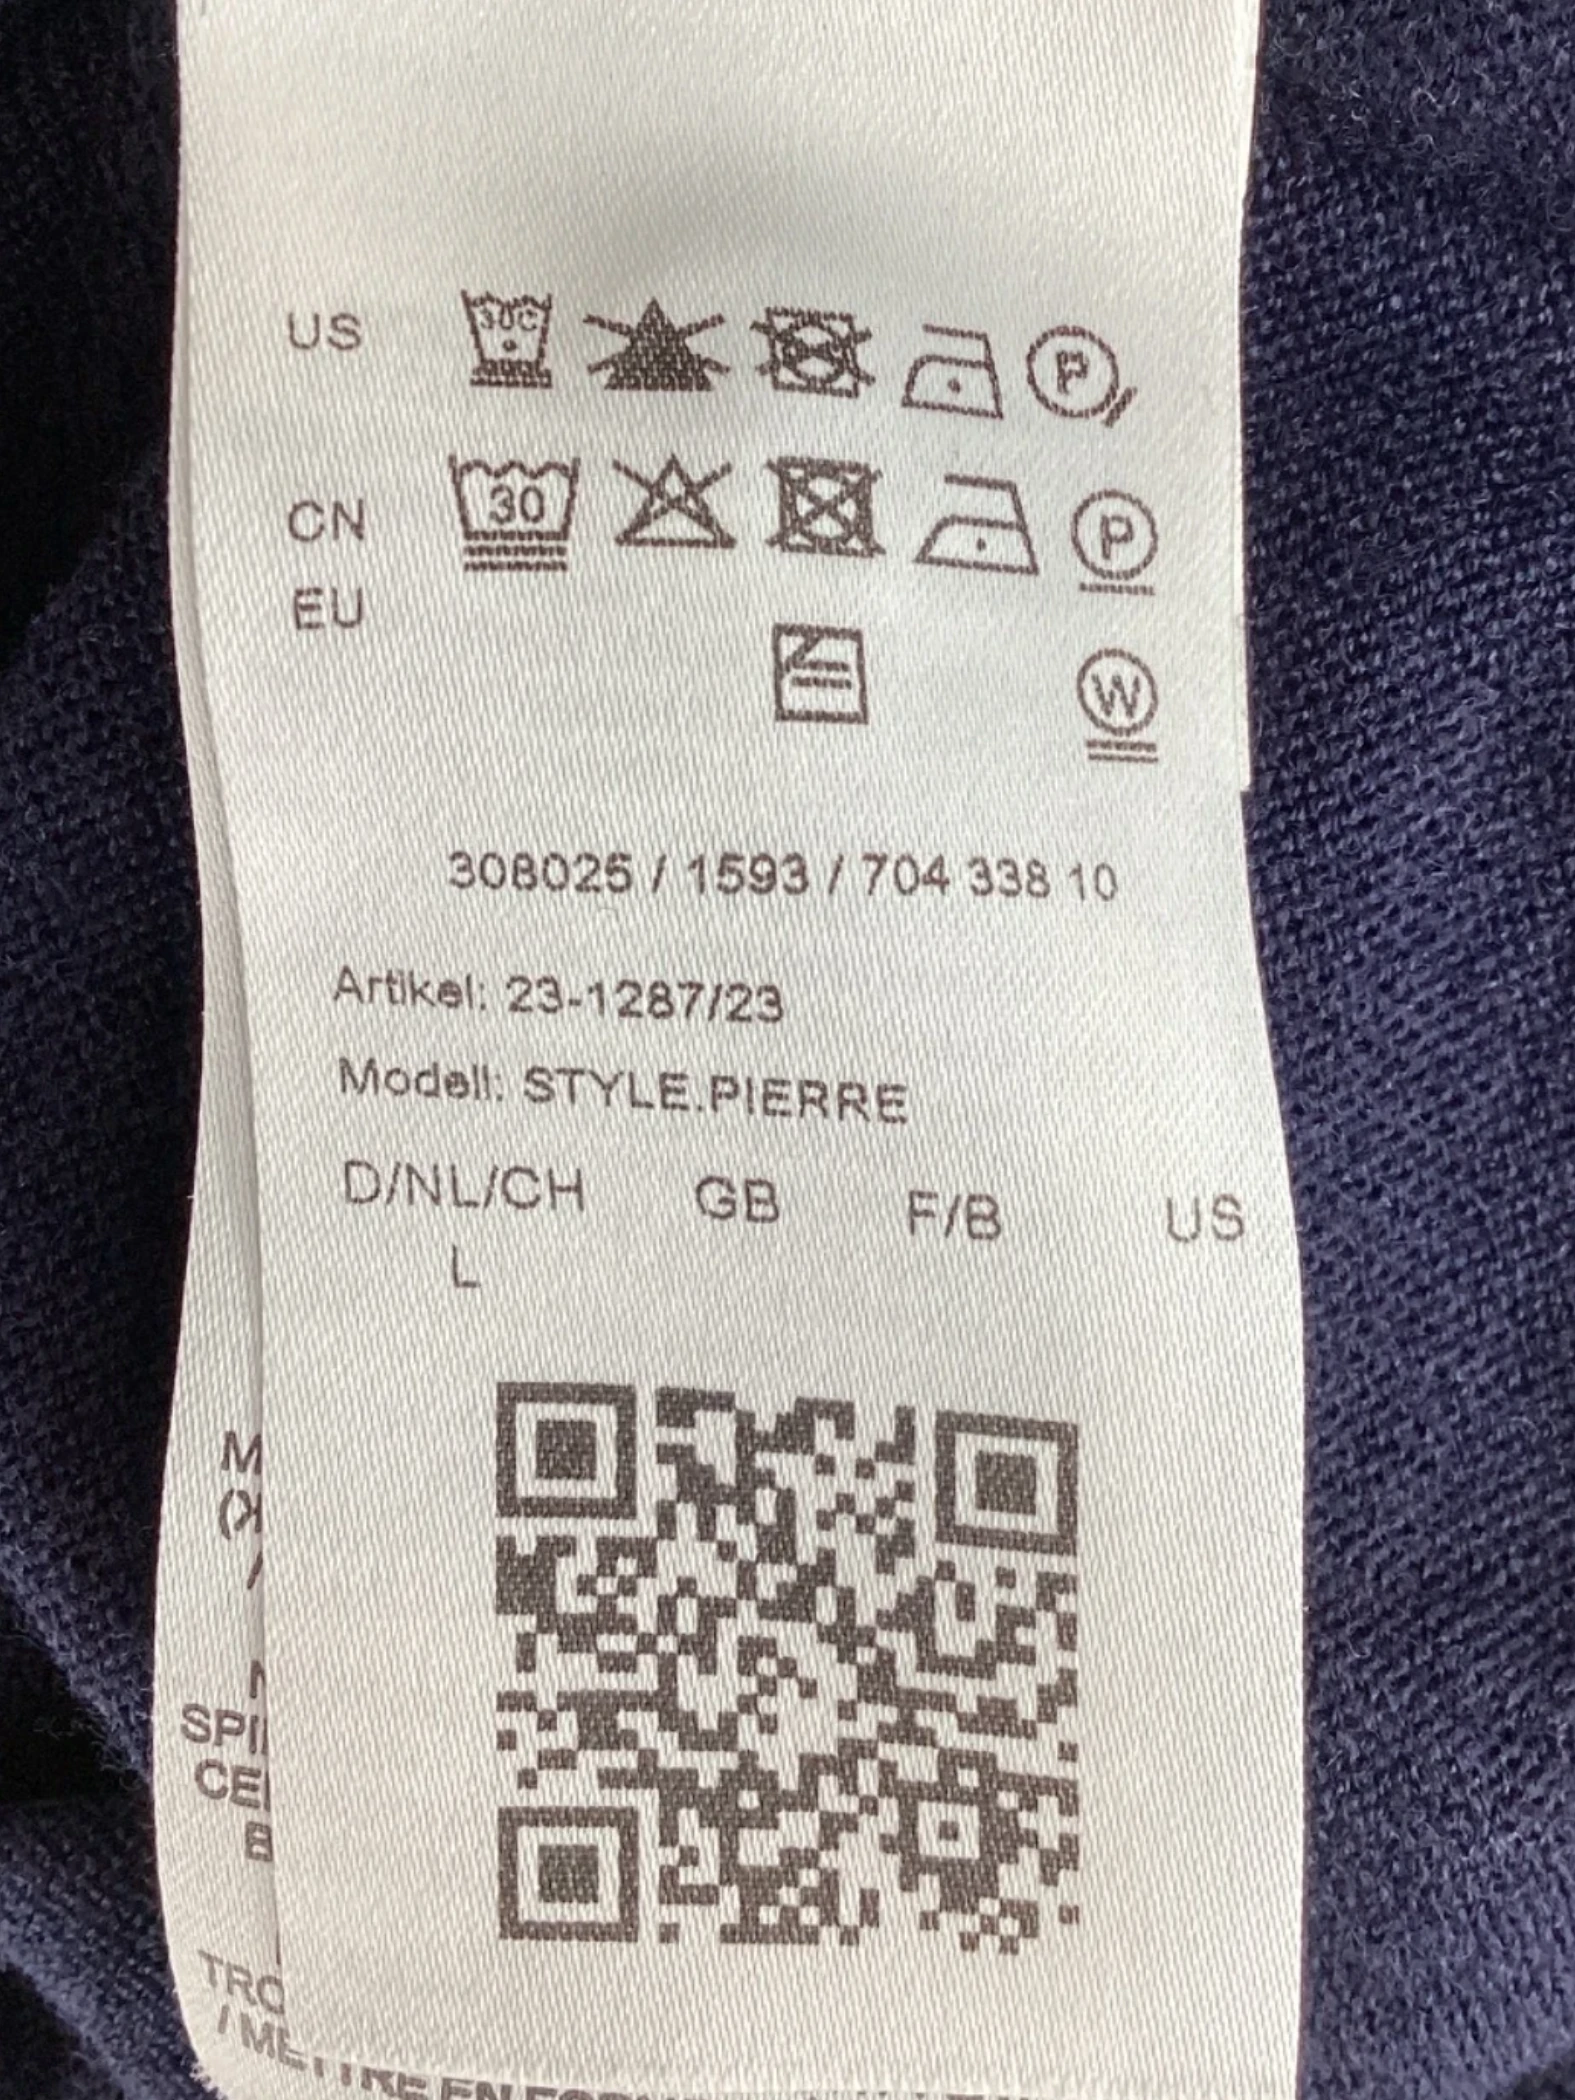 US
30C
P
CN
30
P
EU
W
308025 / 1593 / 704 338 10
Artikel: 23-1287/23
Modell: STYLE.PIERRE
D/NL/CH GB F/B US
L